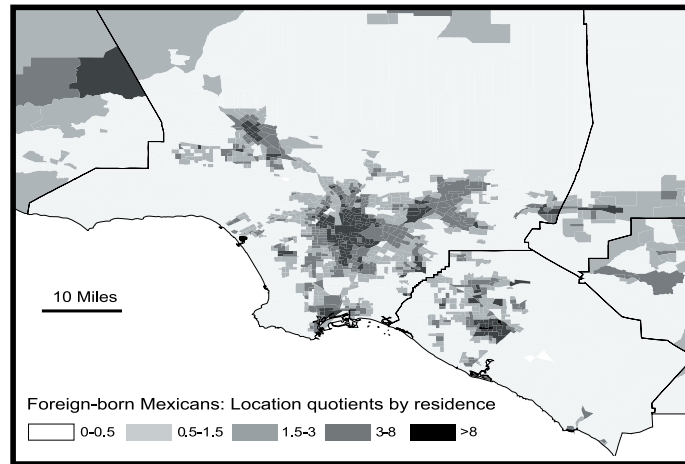 10 Miles
Foreign-born Mexicans: Location quotients by residence
0-0.5 0.5-1.5 1.5-3 3-8 >8